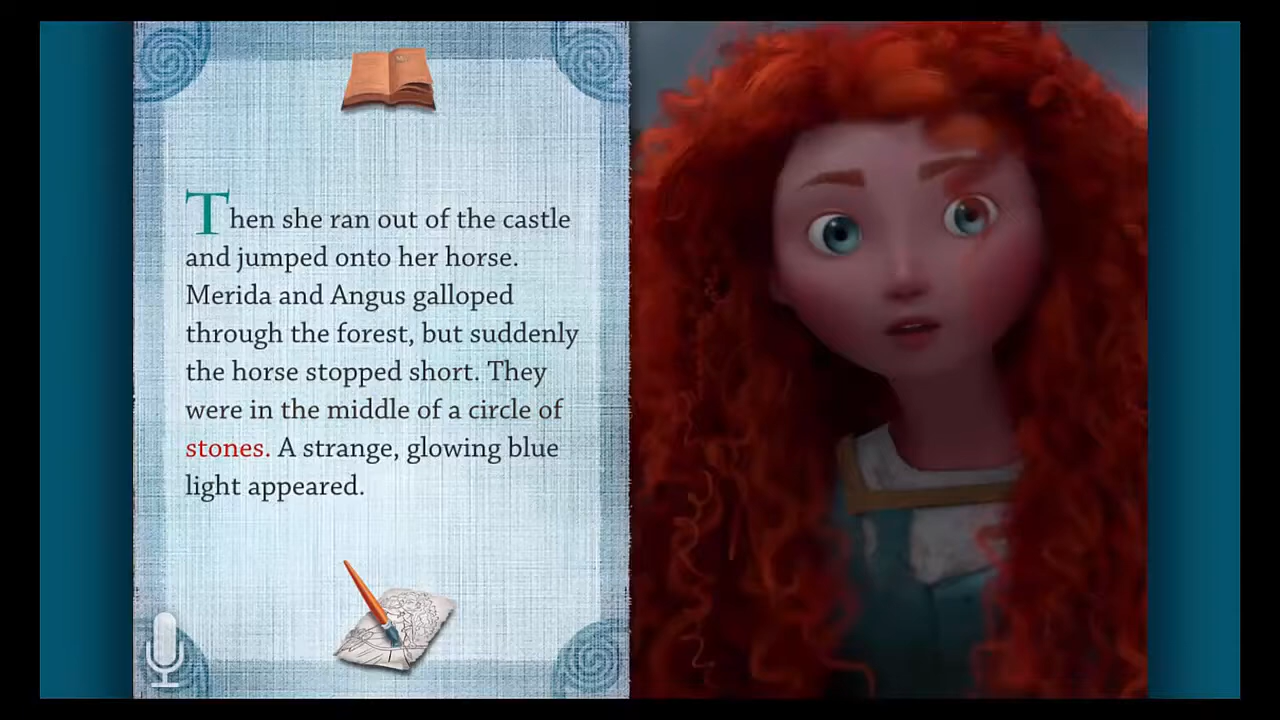 Then she ran out of the castle
and jumped onto her horse.
Merida and Angus galloped
through the forest, but suddenly
the horse stopped short. They
were in the middle of a circle of
stones. A strange, glowing blue
light appeared.